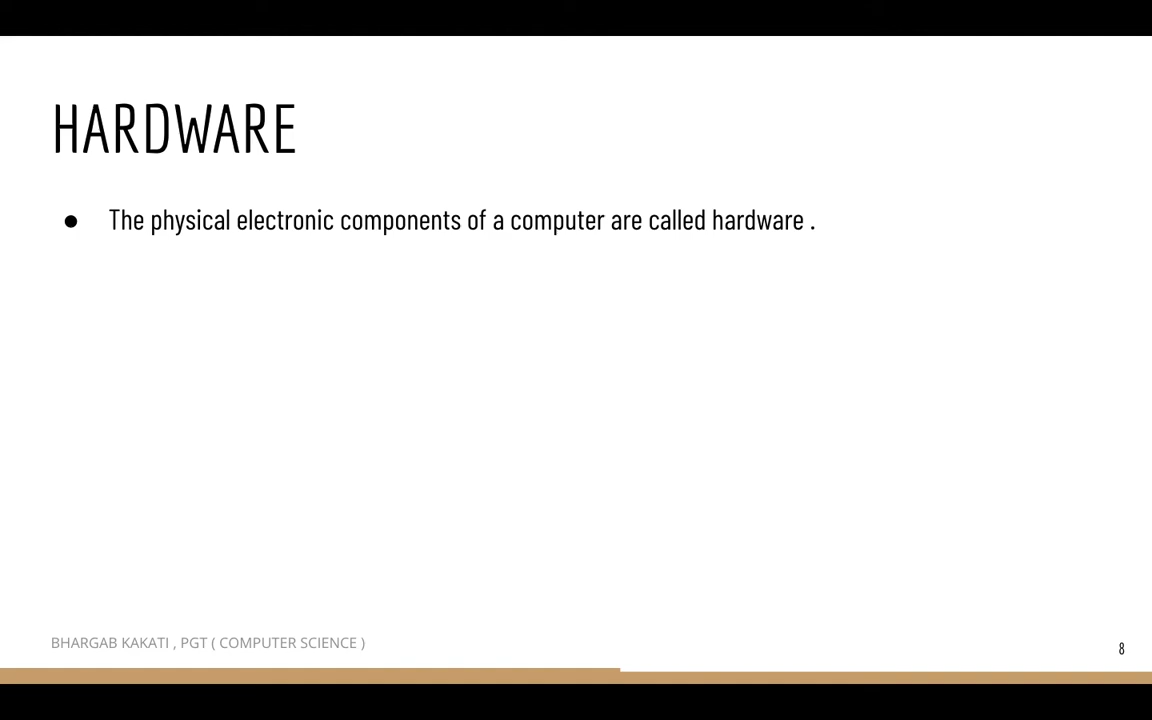 HARDWARE
● The physical electronic components of a computer are called hardware .
BHARGAB KAKATI , PGT ( COMPUTER SCIENCE )
8